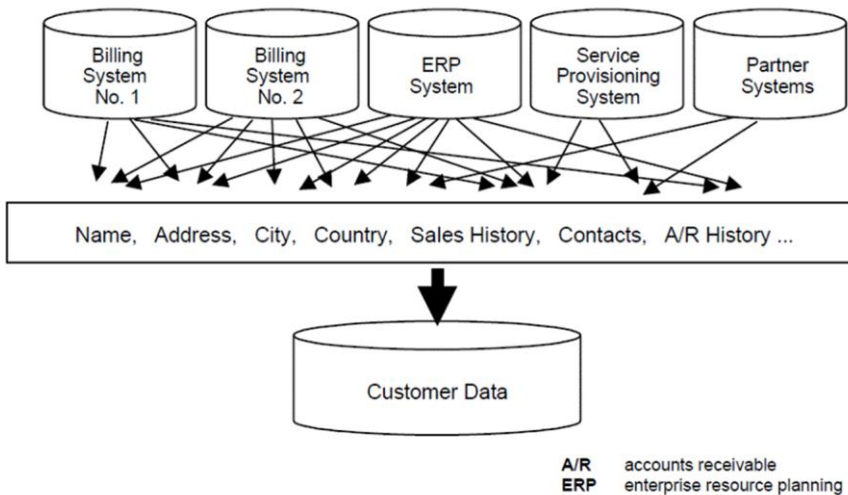 Billing
System
No. 1
Billing
System
No. 2
ERP
System
Service
Provisioning
System
Partner
Systems
Name, Address, City, Country, Sales History, Contacts, A/R History ...
Customer Data
A/R accounts receivable
ERP enterprise resource planning